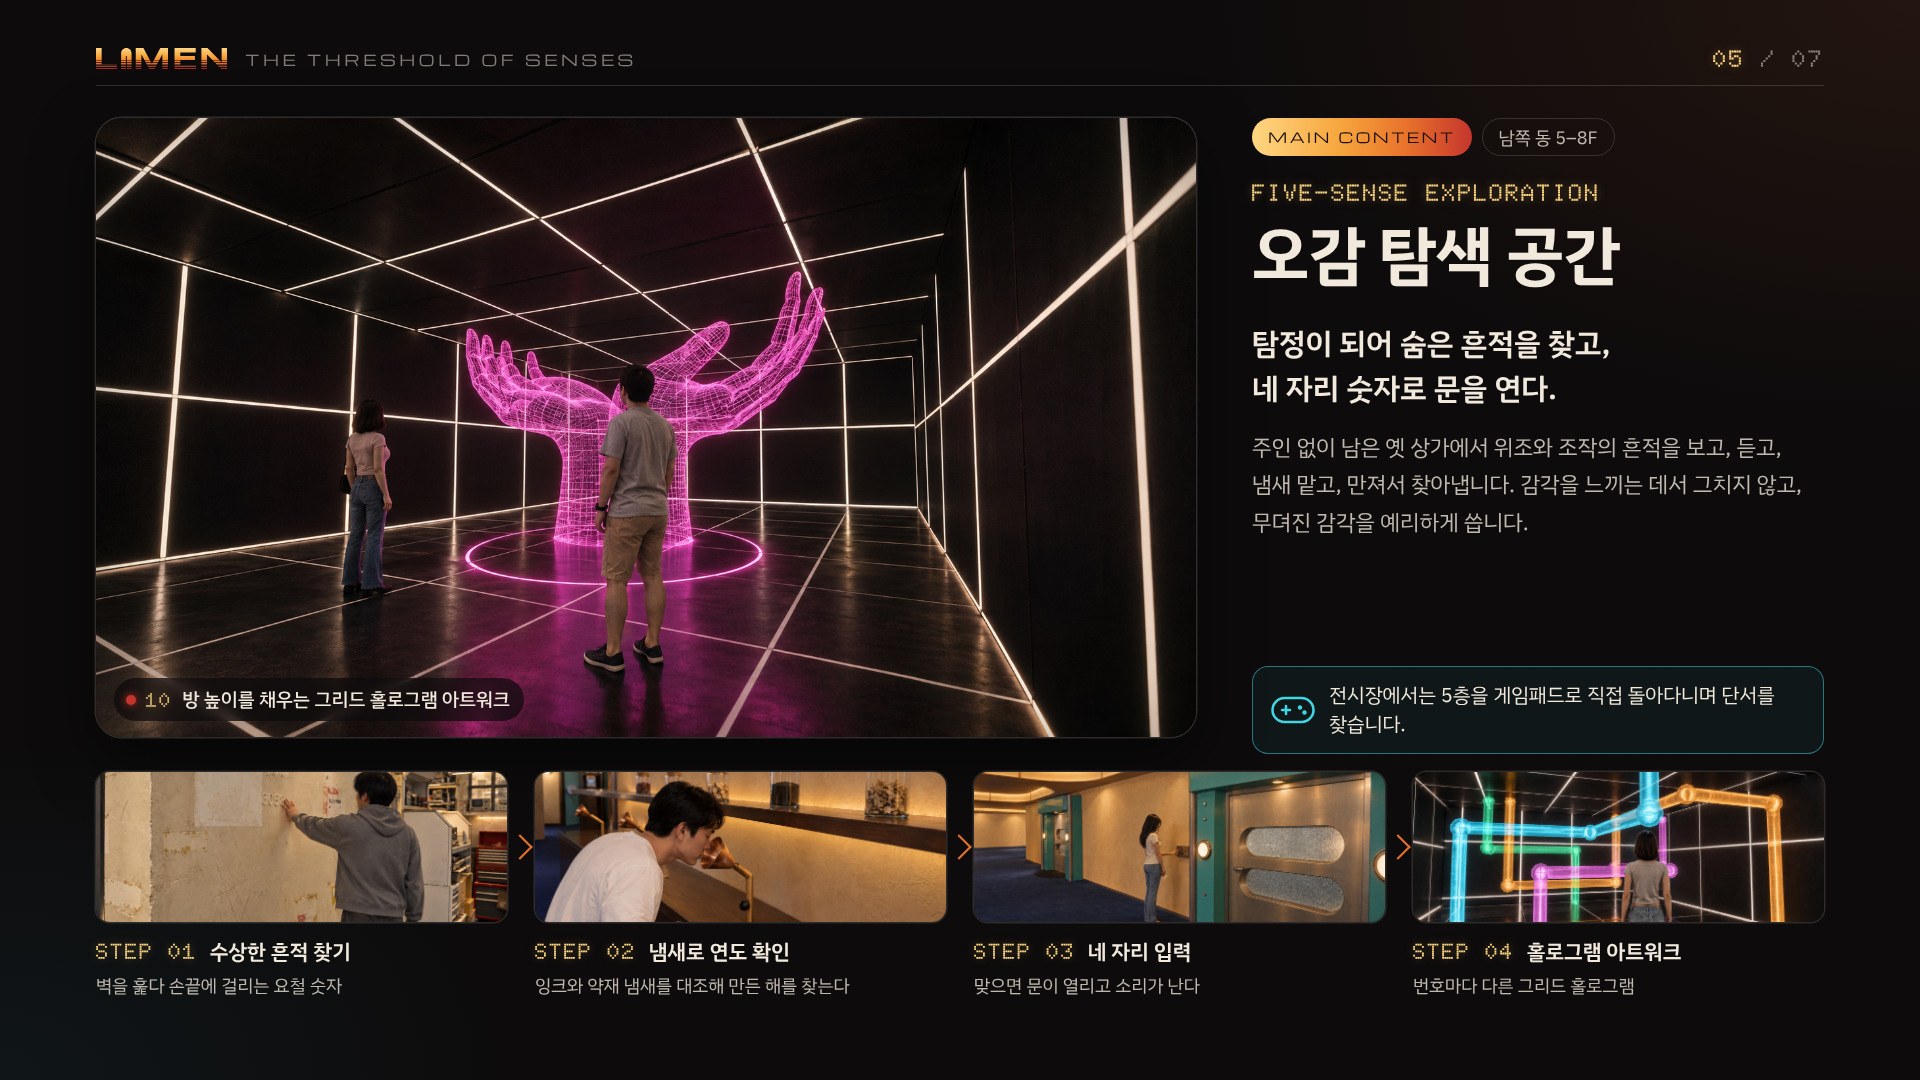 LIMEN THE THRESHOLD OF SENSES
05 / 07
MAIN CONTENT
남쪽 동 5–8F
FIVE-SENSE EXPLORATION
오감 탐색 공간
탐정이 되어 숨은 흔적을 찾고,
네 자리 숫자로 문을 연다.
주인 없이 남은 옛 상가에서 위조와 조작의 흔적을 보고, 듣고,
냄새 맡고, 만져서 찾아냅니다. 감각을 느끼는 데서 그치지 않고,
무뎌진 감각을 예리하게 씁니다.
10 방 높이를 채우는 그리드 홀로그램 아트워크
전시장에서는 5층을 게임패드로 직접 돌아다니며 단서를
찾습니다.
STEP 01 수상한 흔적 찾기
벽을 훑다 손끝에 걸리는 요철 숫자
STEP 02 냄새로 연도 확인
잉크와 약재 냄새를 대조해 만든 해를 찾는다
STEP 03 네 자리 입력
맞으면 문이 열리고 소리가 난다
STEP 04 홀로그램 아트워크
번호마다 다른 그리드 홀로그램